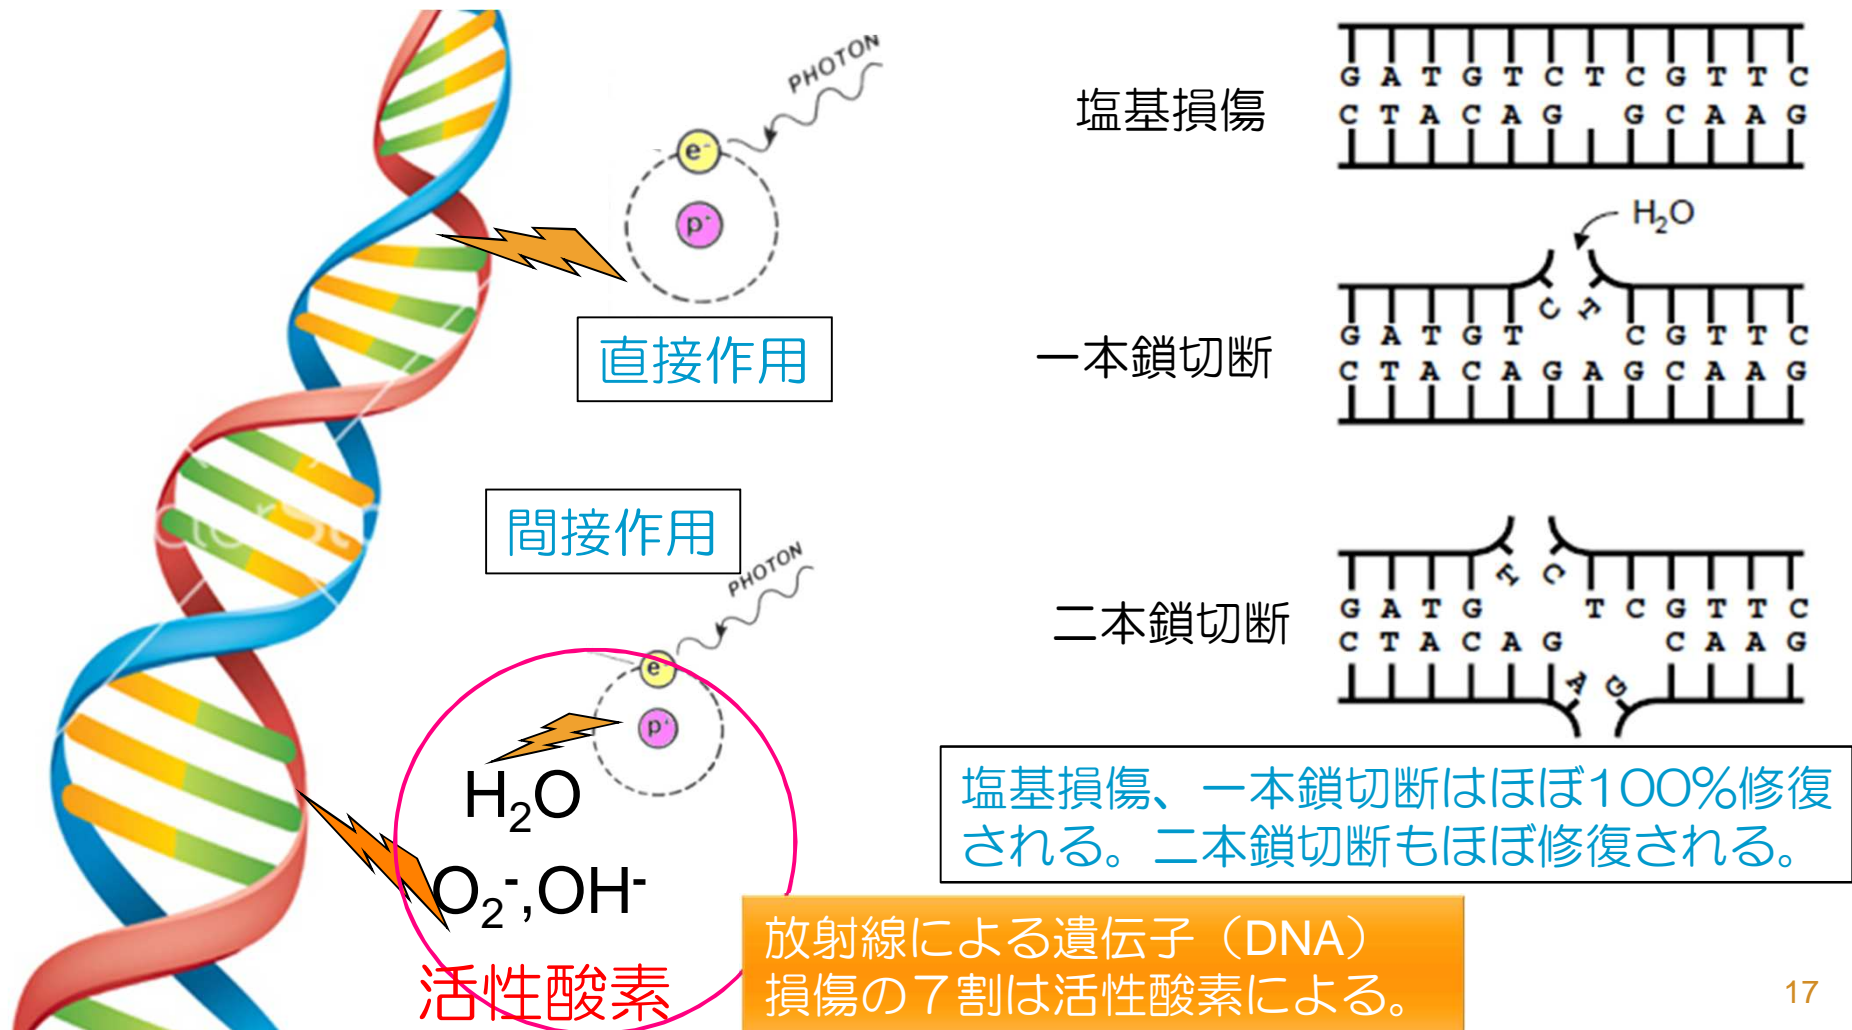 PHOTON
e-
p+
直接作用
間接作用
PHOTON
e
p+
H2O
O2-,OH-
活性酸素
塩基損傷
G A T G T C T C G T T C
C T A C A G G C A A G
H2O
一本鎖切断
C T
G A T G T C G T T C
C T A C A G A G C A A G
二本鎖切断
T C
G A T G T C G T T C
C T A C A G C A A G
A G
塩基損傷、一本鎖切断はほぼ100%修復
される。二本鎖切断もほぼ修復される。
放射線による遺伝子（DNA）
損傷の７割は活性酸素による。
17